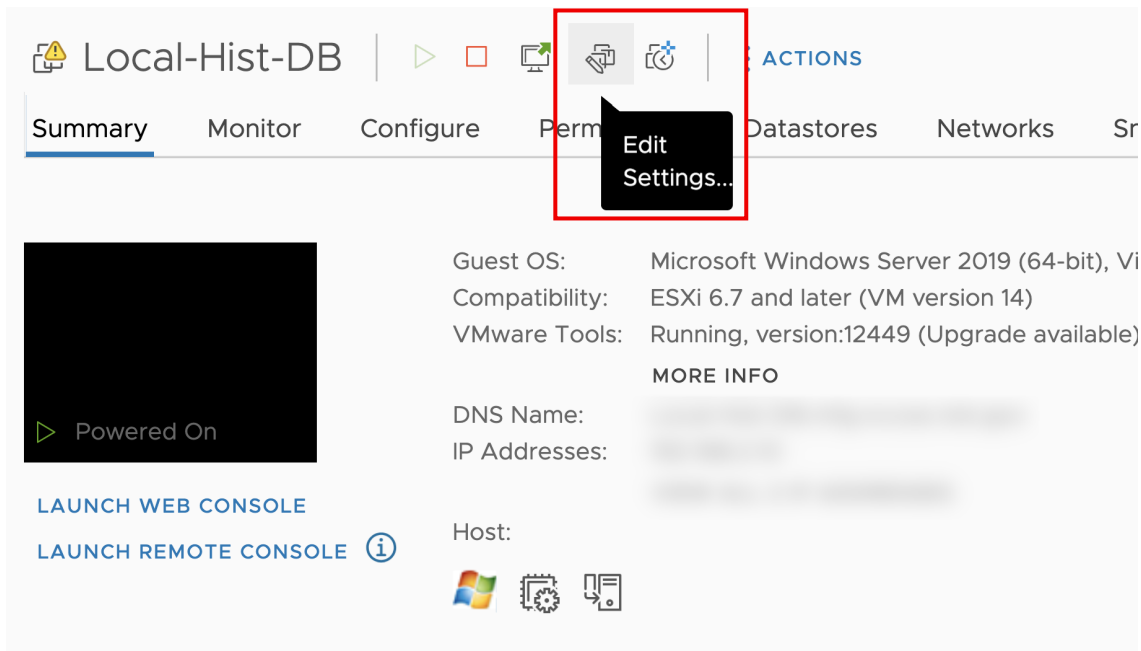 Local-Hist-DB
ACTIONS
Summary Monitor Configure Perm Datastores Networks Sn
Edit
Settings...
Guest OS: Microsoft Windows Server 2019 (64-bit), Vi
Compatibility: ESXi 6.7 and later (VM version 14)
VMware Tools: Running, version:12449 (Upgrade available)
MORE INFO
DNS Name:
IP Addresses:
Powered On
LAUNCH WEB CONSOLE
LAUNCH REMOTE CONSOLE
Host: